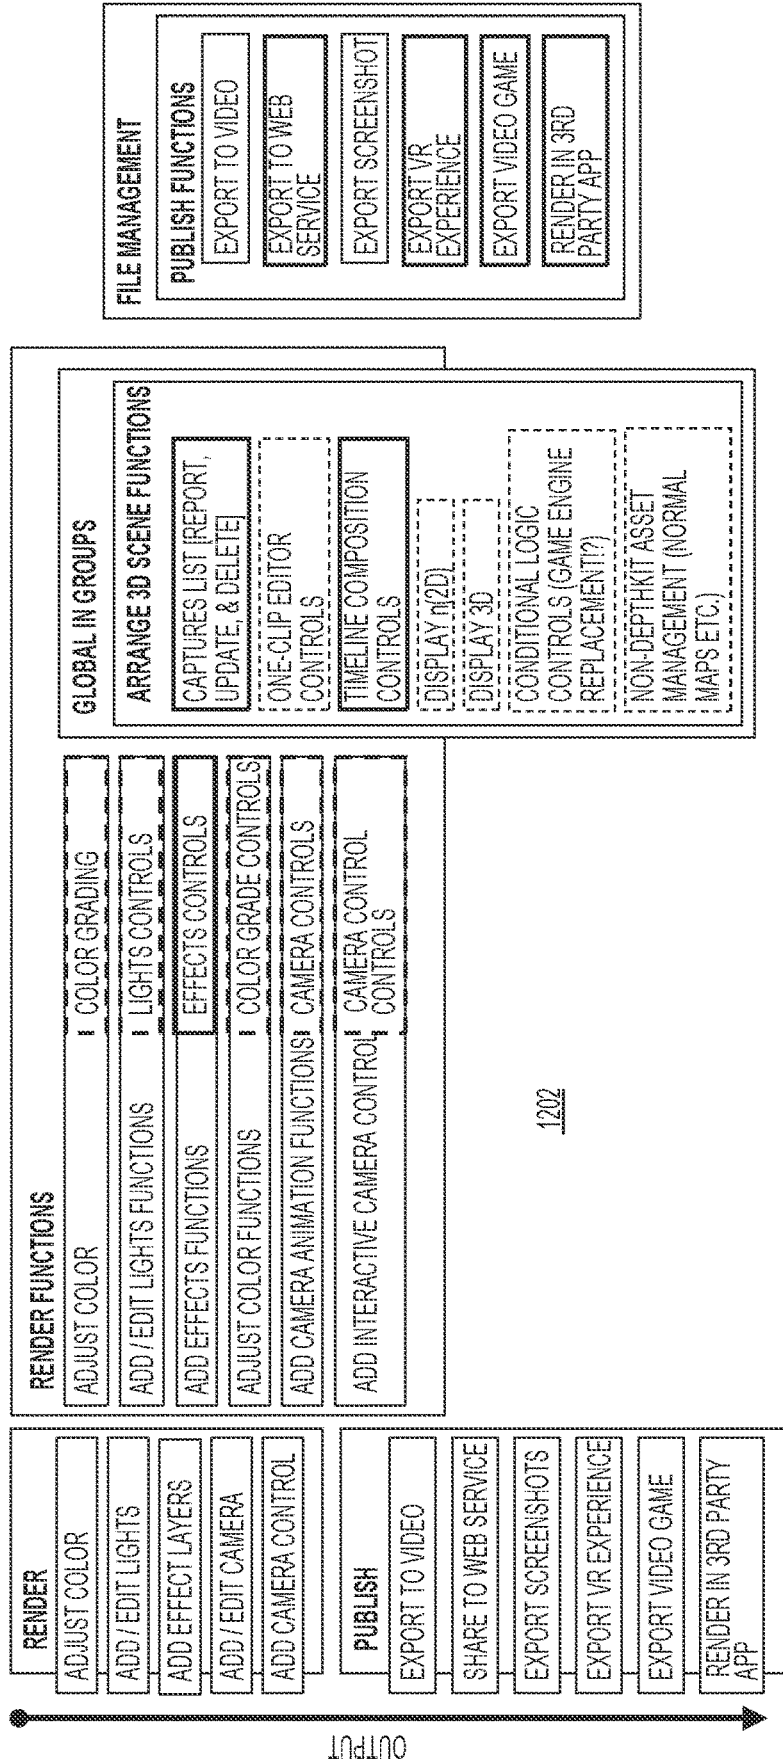 OUTPUT
RENDER
ADJUST COLOR
ADD / EDIT LIGHTS
ADD EFFECT LAYERS
ADD / EDIT CAMERA
ADD CAMERA CONTROL
PUBLISH
EXPORT TO VIDEO
SHARE TO WEB SERVICE
EXPORT SCREENSHOTS
EXPORT VR EXPERIENCE
EXPORT VIDEO GAME
RENDER IN 3RD PARTY
APP
RENDER FUNCTIONS
ADJUST COLOR
COLOR GRADING
ADD / EDIT LIGHTS FUNCTIONS
LIGHTS CONTROLS
ADD EFFECTS FUNCTIONS
EFFECTS CONTROLS
ADJUST COLOR FUNCTIONS
COLOR GRADE CONTROLS
ADD CAMERA ANIMATION FUNCTIONS
CAMERA CONTROLS
ADD INTERACTIVE CAMERA CONTROL
CAMERA CONTROL
CONTROLS
1202
GLOBAL IN GROUPS
ARRANGE 3D SCENE FUNCTIONS
CAPTURES LIST [REPORT,
UPDATE, & DELETE]
ONE-CLIP EDITOR
CONTROLS
TIMELINE COMPOSITION
CONTROLS
DISPLAY n(2D)
DISPLAY 3D
CONDITIONAL LOGIC
CONTROLS (GAME ENGINE
REPLACEMENT!?)
NON-DEPTHKIT ASSET
MANAGEMENT (NORMAL
MAPS ETC.)
FILE MANAGEMENT
PUBLISH FUNCTIONS
EXPORT TO VIDEO
EXPORT TO WEB
SERVICE
EXPORT SCREENSHOT
EXPORT VR
EXPERIENCE
EXPORT VIDEO GAME
RENDER IN 3RD
PARTY APP